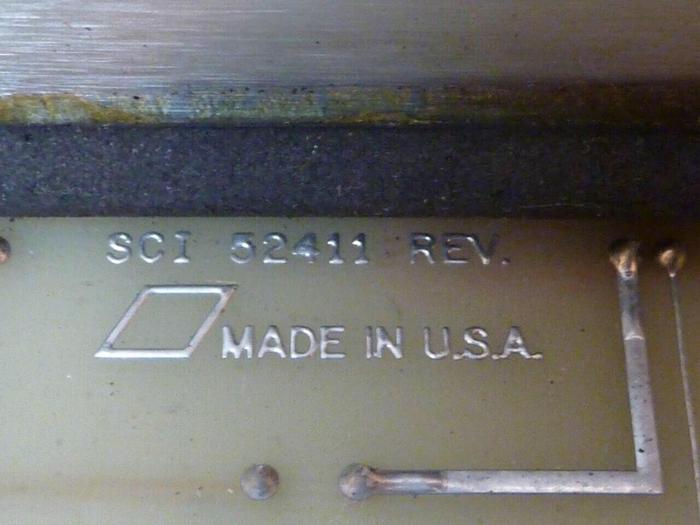 SCI 52411 REV.
MADE IN U.S.A.